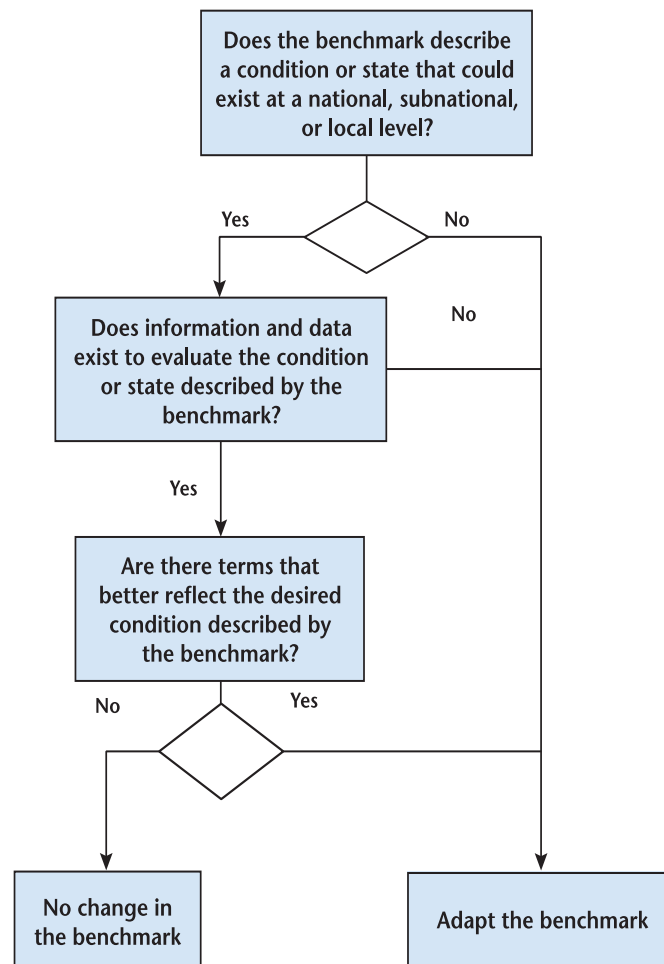 Does the benchmark describe
a condition or state that could
exist at a national, subnational,
or local level?
Yes
No
Does information and data
exist to evaluate the condition
or state described by the
benchmark?
No
Yes
Are there terms that
better reflect the desired
condition described by
the benchmark?
No
Yes
No change in
the benchmark
Adapt the benchmark